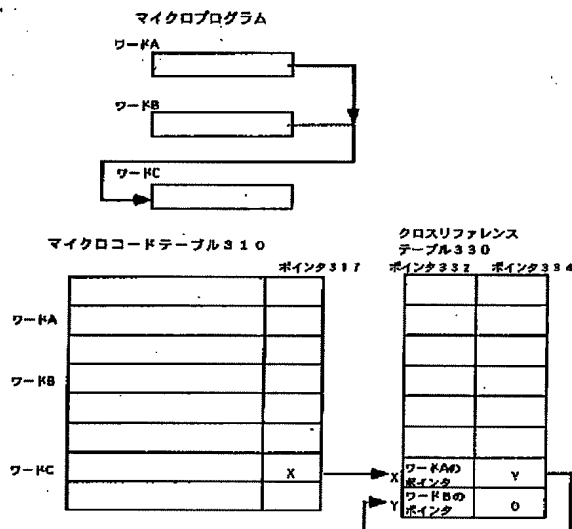 マイクロプログラム
ワードA
ワードB
ワードC
マイクロコードテーブル310
ポインタ317
クロスリファレンス
テーブル330
ポインタ332 ポインタ334
ワードA
ワードB
ワードC
X
X
ワードAの
ポインタ
Y
Y
ワードBの
ポインタ
0